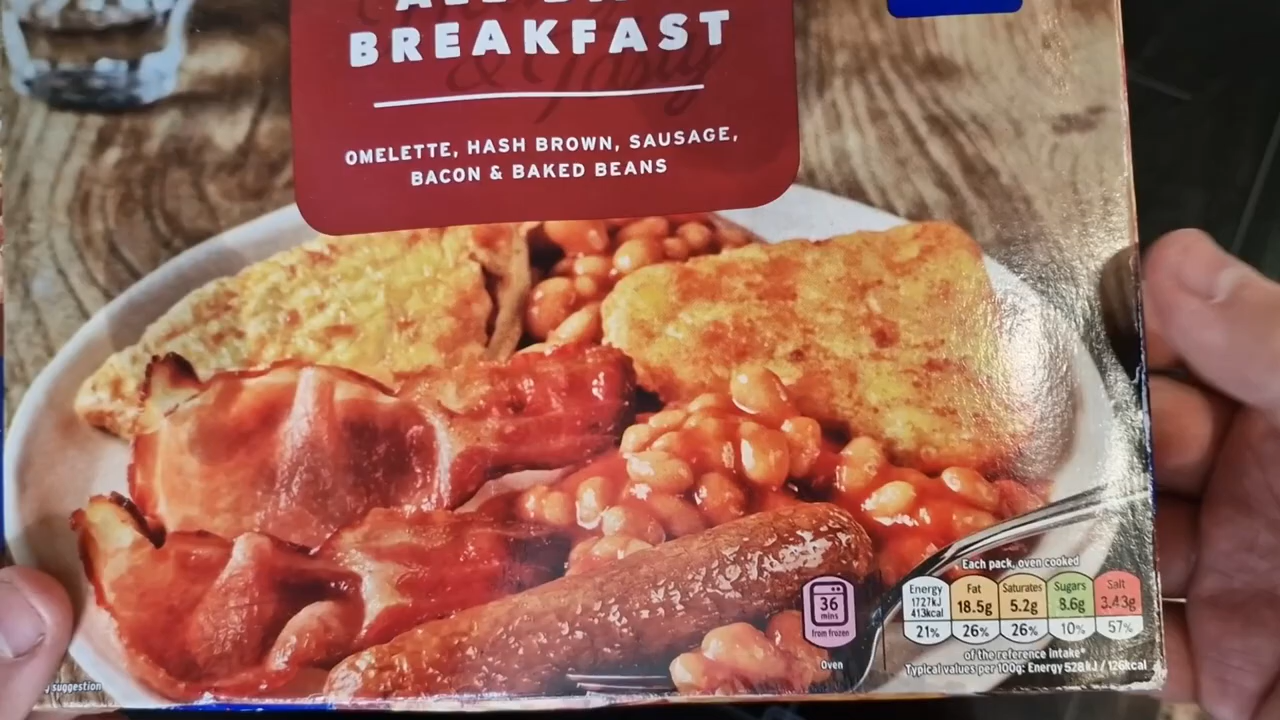 BREAKFAST
OMELETTE, HASH BROWN, SAUSAGE,
BACON & BAKED BEANS
Each pack, oven cooked
Energy
1727kJ
413kcal
21%
Fat
18.5g
26%
Saturates
5.2g
26%
Sugars
8.6g
10%
Salt
3.43g
57%
of the reference intake*
Typical values per 100g: Energy 528kJ / 126kcal
36
mins
from frozen
Oven
suggestion